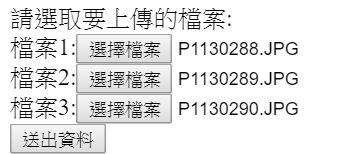 請選取要上傳的檔案:
檔案1: 選擇檔案 P1130288.JPG
檔案2: 選擇檔案 P1130289.JPG
檔案3: 選擇檔案 P1130290.JPG
送出資料